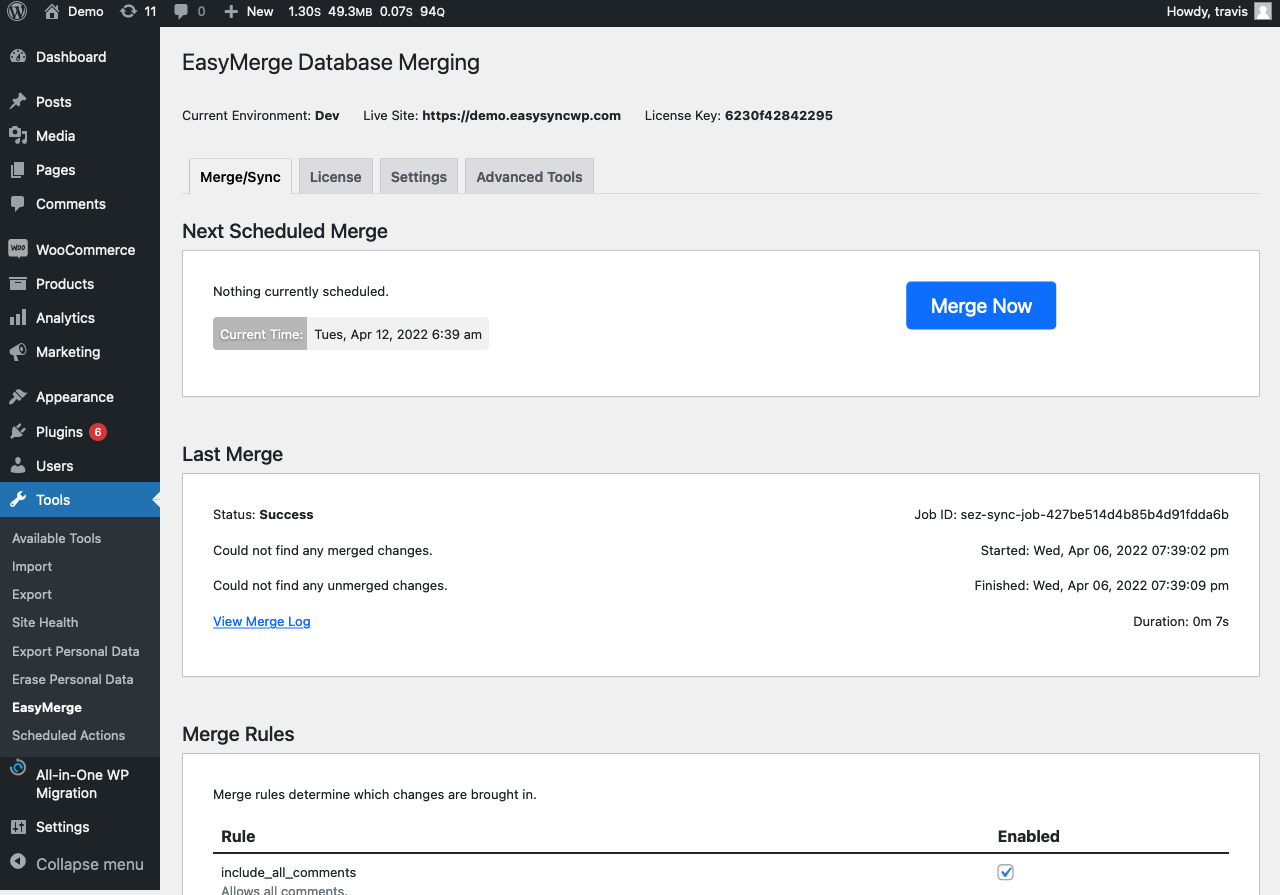 Demo 11 0 New 1.30S 49.3MB 0.07S 94Q Howdy, travis
Dashboard
Posts
Media
Pages
Comments
WOO WooCommerce
Products
Analytics
Marketing
Appearance
Plugins 6
Users
Tools
Available Tools
Import
Export
Site Health
Export Personal Data
Erase Personal Data
EasyMerge
Scheduled Actions
All-in-One WP
Migration
Settings
Collapse menu
EasyMerge Database Merging
Current Environment: Dev Live Site: https://demo.easysyncwp.com License Key: 6230f42842295
Merge/Sync License Settings Advanced Tools
Next Scheduled Merge
Nothing currently scheduled.
Merge Now
Current Time: Tues, Apr 12, 2022 6:39 am
Last Merge
Status: Success Job ID: sez-sync-job-427be514d4b85b4d91fdda6b
Could not find any merged changes. Started: Wed, Apr 06, 2022 07:39:02 pm
Could not find any unmerged changes. Finished: Wed, Apr 06, 2022 07:39:09 pm
View Merge Log Duration: 0m 7s
Merge Rules
Merge rules determine which changes are brought in.
Rule Enabled
include_all_comments
Allows all comments.